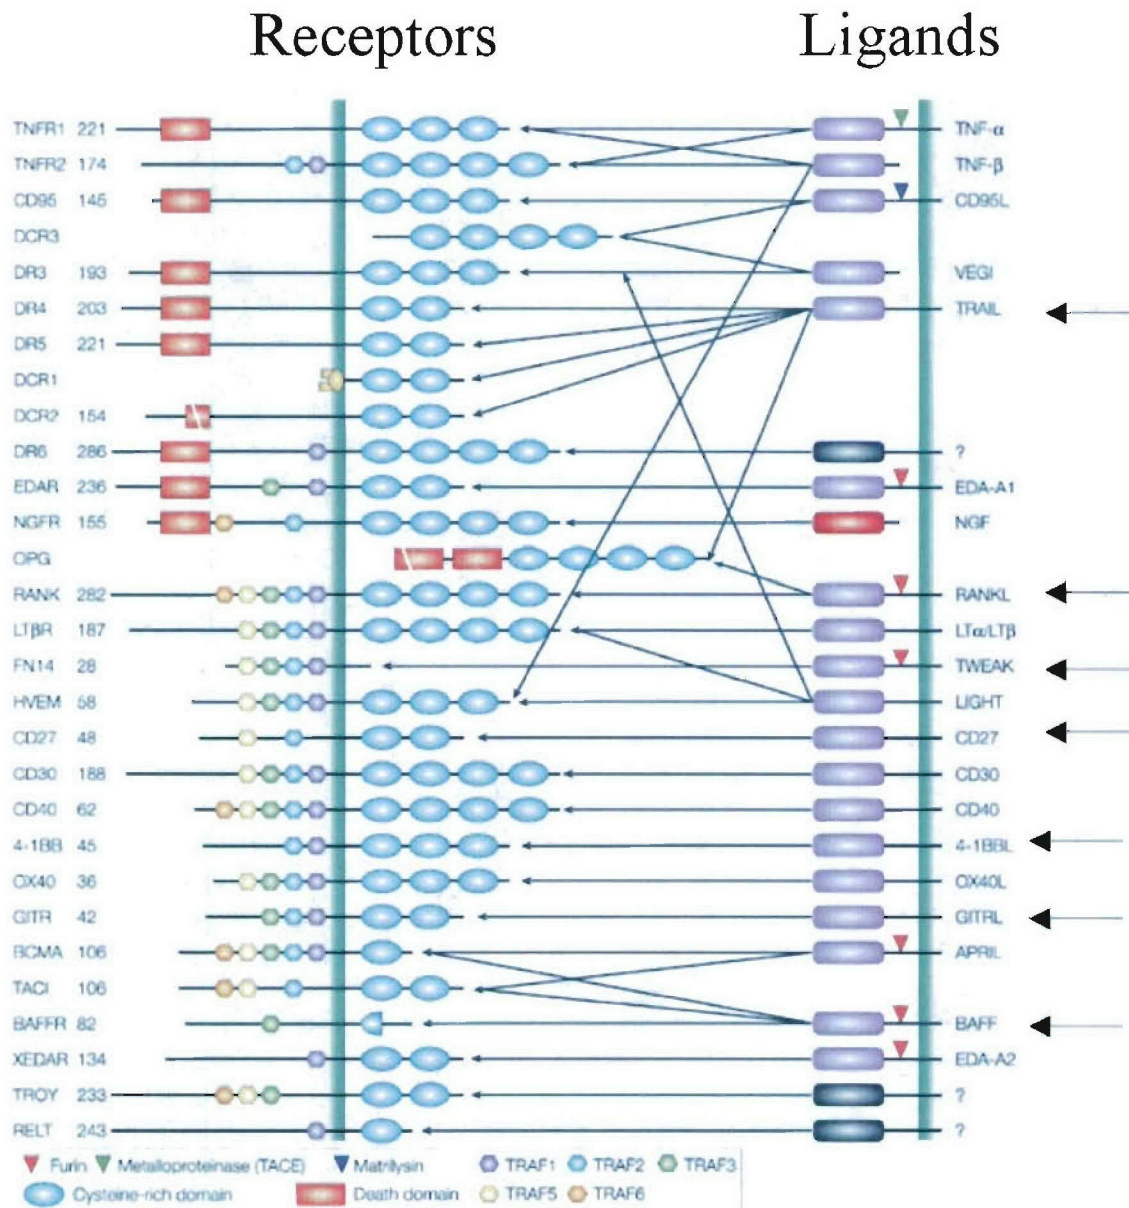 Receptors Ligands
TNFR1 221 TNF-α
TNFR2 174 TNF-β
CD95 145 CD95L
DCR3
DR3 193 VEGI
DR4 203 TRAIL
DR5 221
DCR1
DCR2 154
DR6 286 ?
EDAR 236 EDA-A1
NGFR 155 NGF
OPG
RANK 282 RANKL
LTβR 187 LTα/LTβ
FN14 28 TWEAK
HVEM 58 LIGHT
CD27 48 CD27
CD30 188 CD30
CD40 62 CD40
4-1BB 45 4-1BBL
OX40 36 OX40L
GITR 42 GITRL
BCMA 106 APRIL
TACI 106
BAFFR 82 BAFF
XEDAR 134 EDA-A2
TROY 233 ?
RELT 243 ?
Furin Metalloproteinase (TACE) Matrilysin TRAF1 TRAF2 TRAF3
Cysteine-rich domain Death domain TRAF5 TRAF6